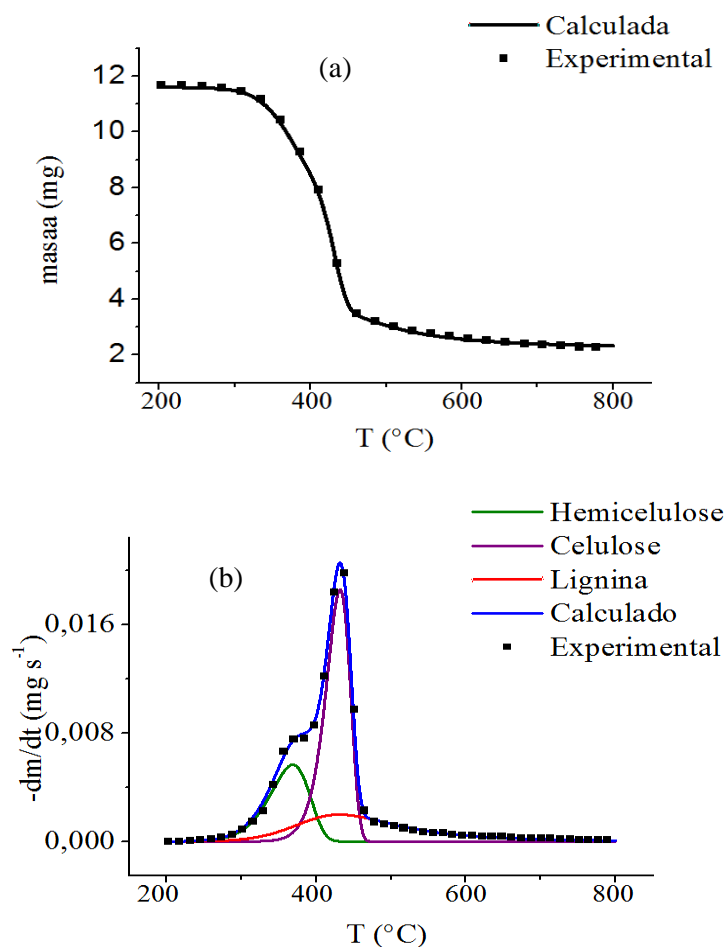 Calculada
Experimental
(a)
12
10
8
6
4
2
masaa (mg)
200
400
600
800
T (°C)
Hemicelulose
Celulose
Lignina
Calculado
Experimental
(b)
0,016
0,008
0,000
-dm/dt (mg s-1)
200
400
600
800
T (°C)